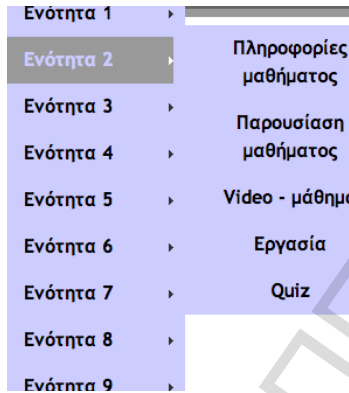 Ενότητα 1
Ενότητα 2
Ενότητα 3
Ενότητα 4
Ενότητα 5
Ενότητα 6
Ενότητα 7
Ενότητα 8
Ενότητα 9
Πληροφορίες
μαθήματος
Παρουσίαση
μαθήματος
Video - μάθημα
Εργασία
Quiz